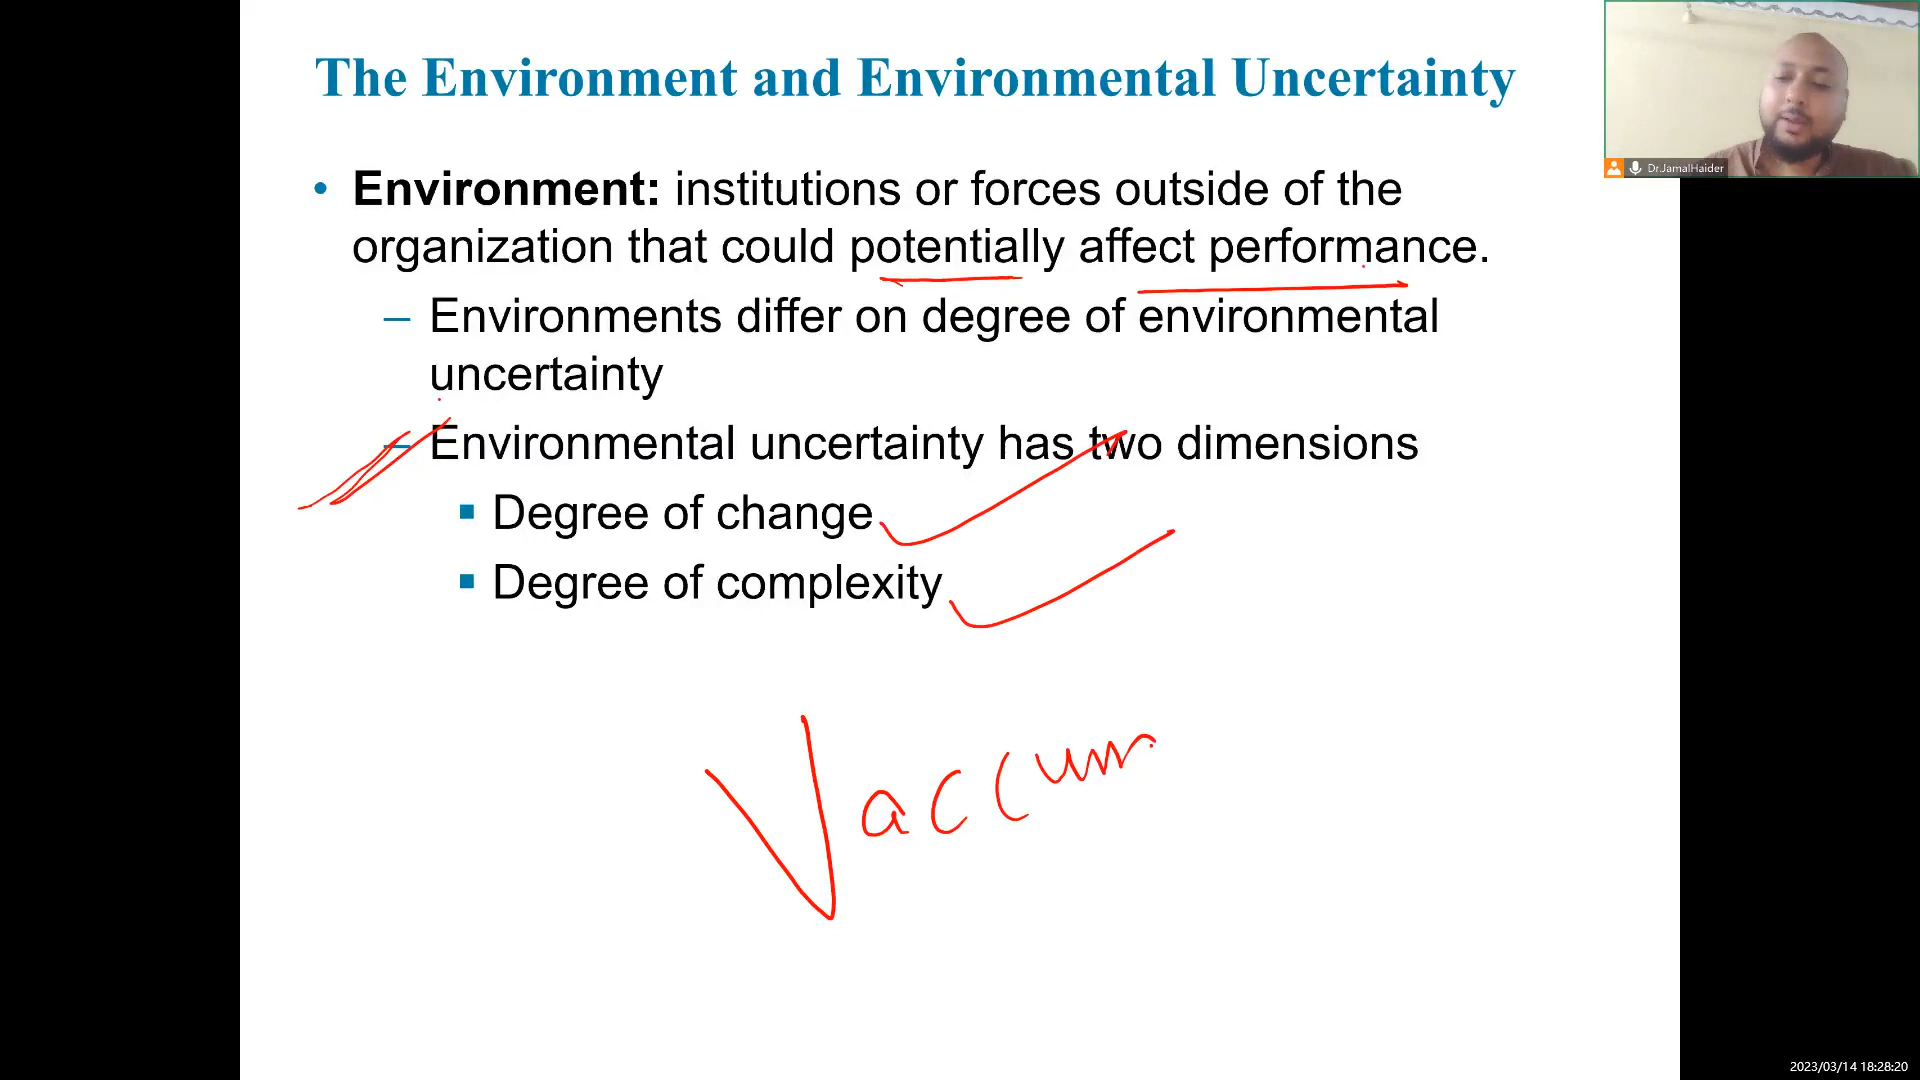 The Environment and Environmental Uncertainty
Dr.JamalHaider
• Environment: institutions or forces outside of the
organization that could potentially affect performance.
– Environments differ on degree of environmental
uncertainty
– Environmental uncertainty has two dimensions
▪ Degree of change
▪ Degree of complexity
Vaccum
2023/03/14 18:28:20